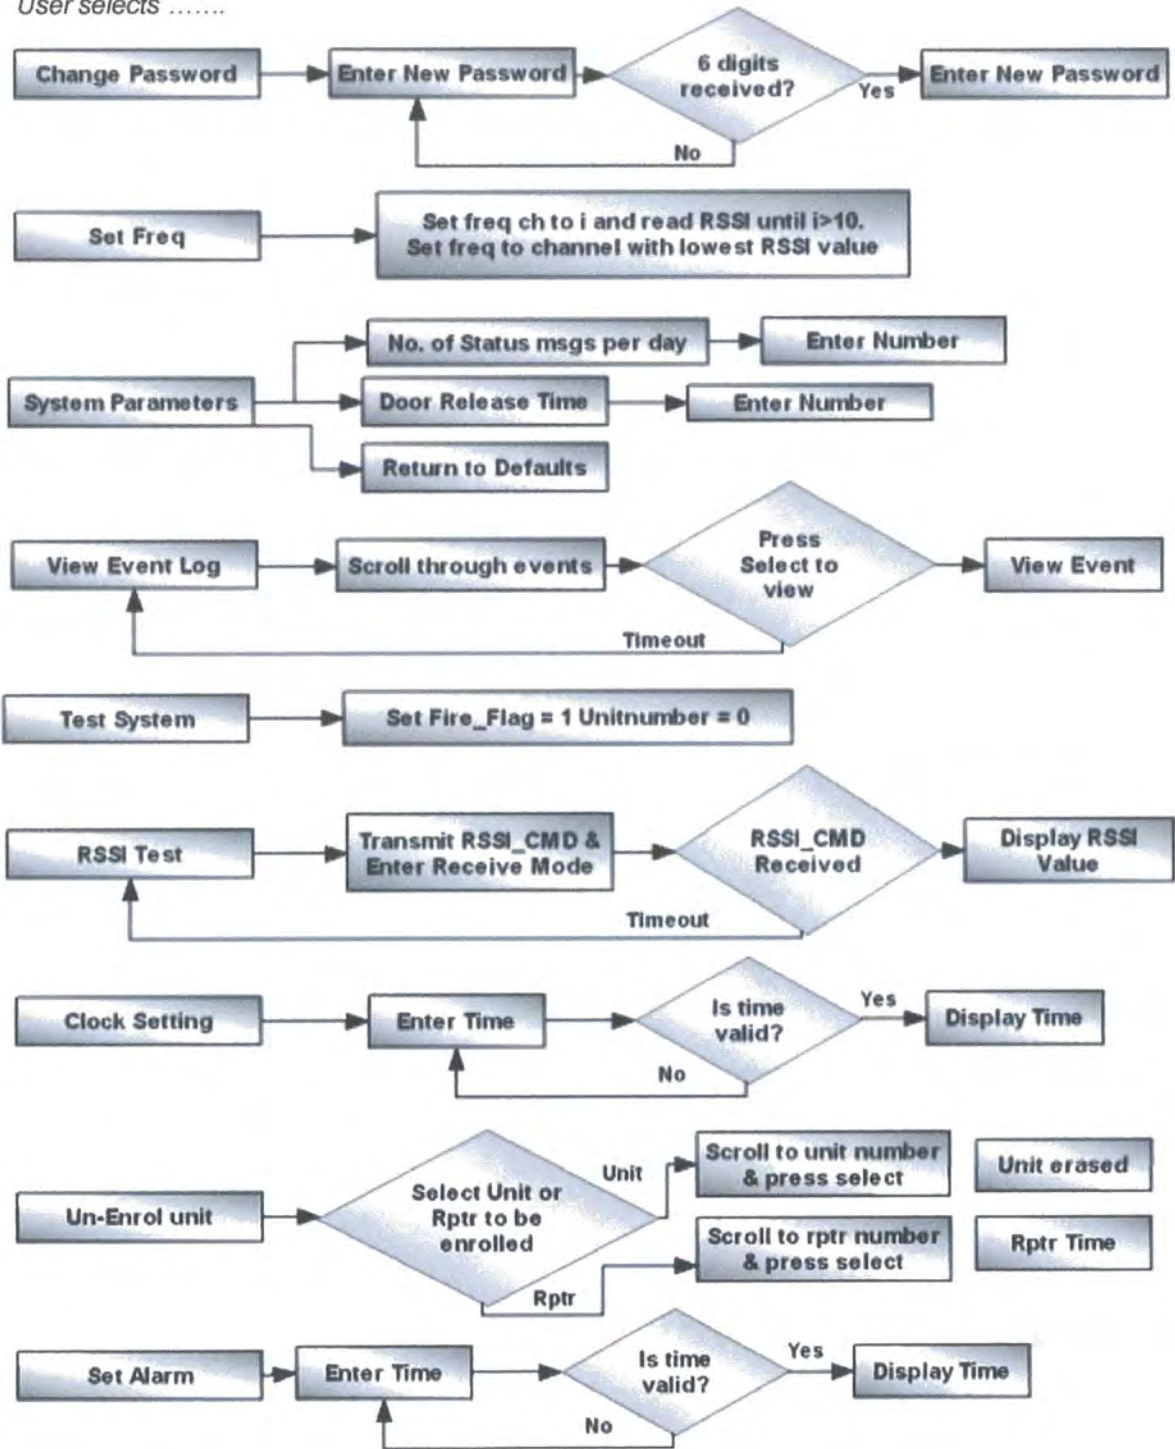 User selects .......
Change Password
Enter New Password
6 digits
received?
Yes
Enter New Password
No
Set Freq
Set freq ch to i and read RSSI until i>10.
Set freq to channel with lowest RSSI value
No. of Status msgs per day
Enter Number
System Parameters
Door Release Time
Enter Number
Return to Defaults
View Event Log
Scroll through events
Press
Select to
view
View Event
Timeout
Test System
Set Fire_Flag = 1 Unitnumber = 0
RSSI Test
Transmit RSSI_CMD &
Enter Receive Mode
RSSI_CMD
Received
Display RSSI
Value
Timeout
Clock Setting
Enter Time
Is time
valid?
Yes
Display Time
No
Un-Enrol unit
Select Unit or
Rptr to be
enrolled
Unit
Scroll to unit number
& press select
Unit erased
Rptr
Scroll to rptr number
& press select
Rptr Time
Set Alarm
Enter Time
Is time
valid?
Yes
Display Time
No